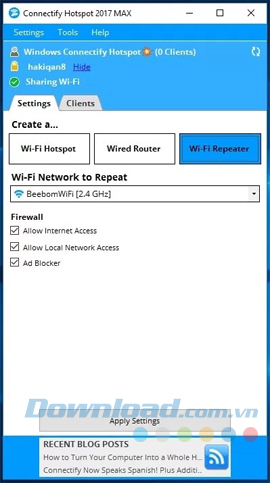 Connectify Hotspot 2017 MAX
Settings Tools Help
Windows Connectify Hotspot (0 Clients)
hakiqan8 Hide
Sharing Wi-Fi
Settings Clients
Create a...
Wi-Fi Hotspot Wired Router Wi-Fi Repeater
Wi-Fi Network to Repeat
BeebomWiFi [2.4 GHz]
Firewall
Allow Internet Access
Allow Local Network Access
Ad Blocker
Download.com.vn
Apply Settings
RECENT BLOG POSTS
How to Turn Your Computer Into a Whole H...
Connectify Now Speaks Spanish! Plus Additi...